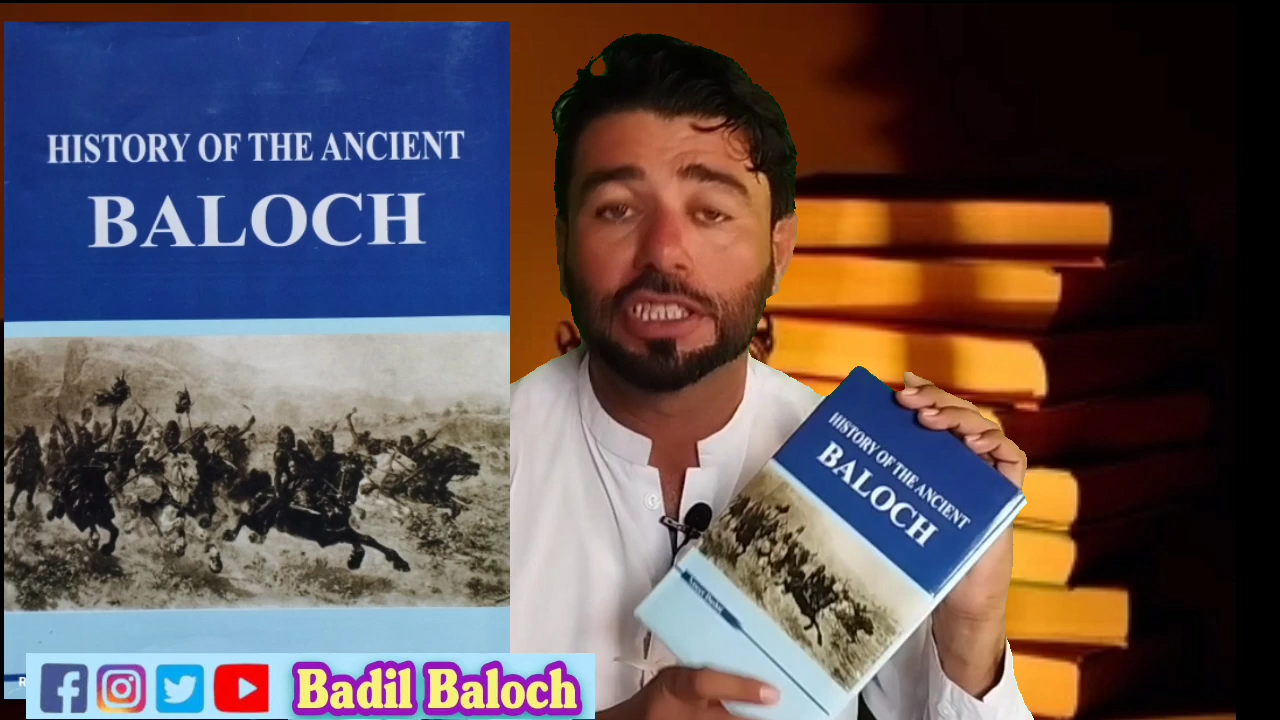 HISTORY OF THE ANCIENT
BALOCH
HISTORY OF THE ANCIENT
BALOCH
Badil Baloch